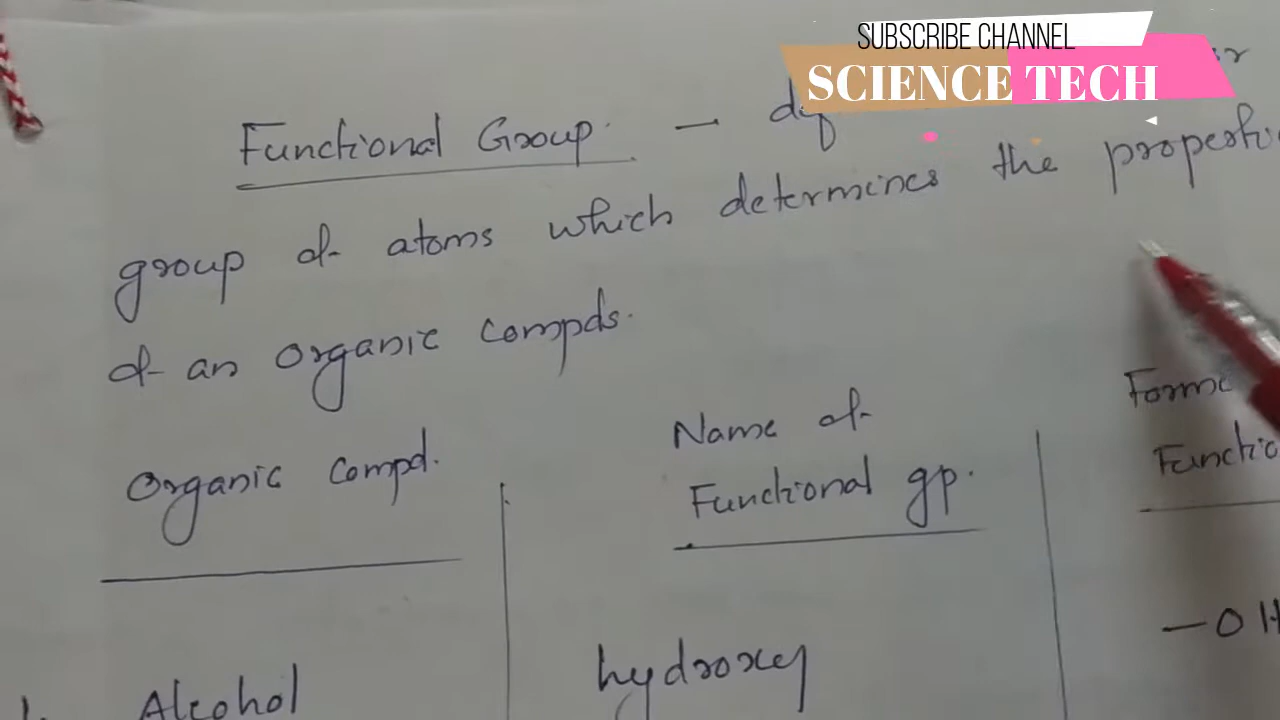 SUBSCRIBE CHANNEL
SCIENCE TECH
Functional Group. —
group of atoms which determines the
of an organic compds.
Organic Compd.
Name of
Functional gp.
Alcohol
hydroxy
—OH